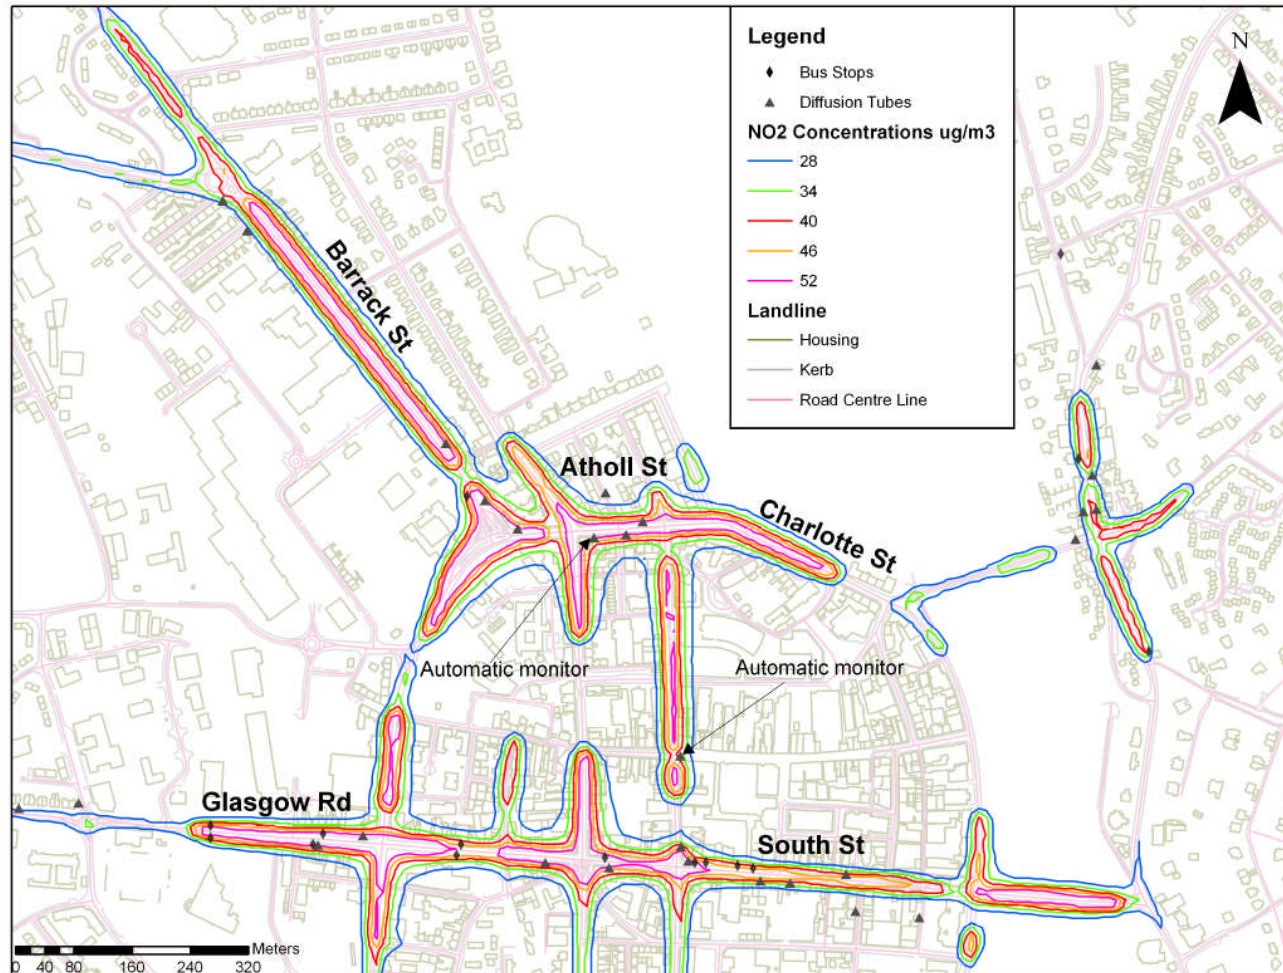 Legend
Bus Stops
Diffusion Tubes
NO2 Concentrations ug/m3
28
34
40
46
52
Landline
Housing
Kerb
Road Centre Line
N
Barrack St
Atholl St
Charlotte St
Automatic monitor
Automatic monitor
Glasgow Rd
South St
Meters
0 40 80 160 240 320